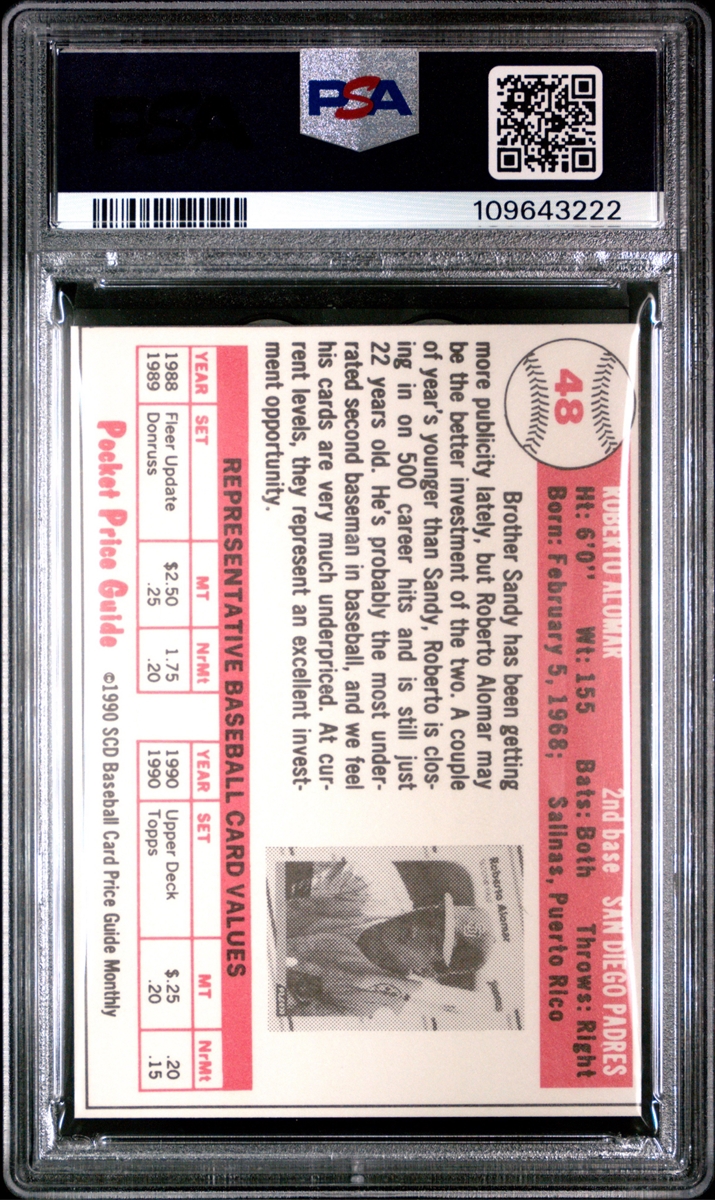 PSA
PSA
109643222
48
ROBERTO ALOMAR 2nd base SAN DIEGO PADRES
Ht: 6'0" Wt: 155 Bats: Both Throws: Right
Born: February 5, 1968; Salinas, Puerto Rico
Brother Sandy has been getting
more publicity lately, but Roberto Alomar may
be the better investment of the two. A couple
of year's younger than Sandy, Roberto is clos-
ing in on 500 career hits and is still just
22 years old. He's probably the most under-
rated second baseman in baseball, and we feel
his cards are very much underpriced. At cur-
rent levels, they represent an excellent invest-
ment opportunity.
Roberto Alomar
REPRESENTATIVE BASEBALL CARD VALUES
YEAR SET MT NrMt YEAR SET MT NrMt
1988 Fleer Update $2.50 1.75 1990 Upper Deck $.25 .20
1989 Donruss .25 .20 1990 Topps .20 .15
Pocket Price Guide ©1990 SCD Baseball Card Price Guide Monthly